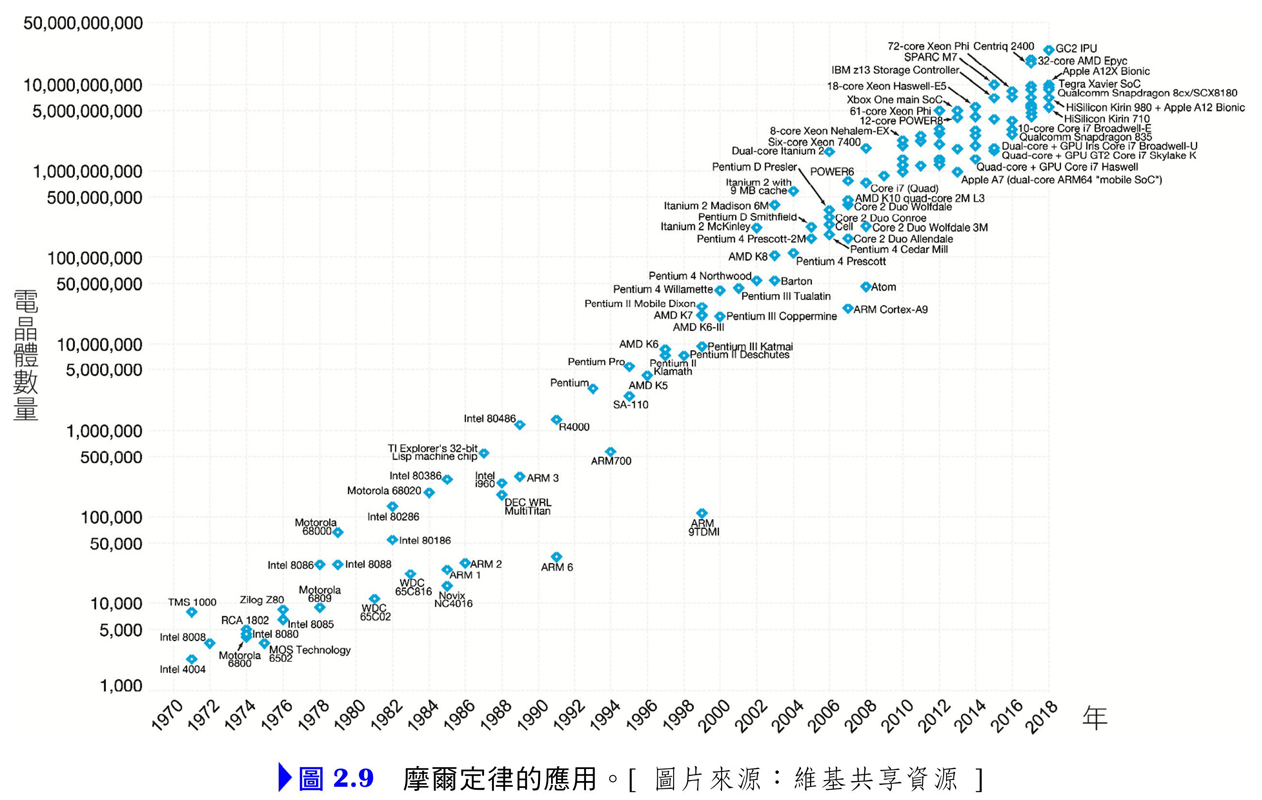 50,000,000,000
10,000,000,000
5,000,000,000
1,000,000,000
500,000,000
100,000,000
50,000,000
10,000,000
5,000,000
1,000,000
500,000
100,000
50,000
10,000
5,000
1,000
電晶體數量
72-core Xeon Phi
Centriq 2400
GC2 IPU
SPARC M7
32-core AMD Epyc
IBM z13 Storage Controller
Apple A12X Bionic
18-core Xeon Haswell-E5
Tegra Xavier SoC
Qualcomm Snapdragon 8cx/SCX8180
Xbox One main SoC
HiSilicon Kirin 980 + Apple A12 Bionic
61-core Xeon Phi
12-core POWER8
HiSilicon Kirin 710
8-core Xeon Nehalem-EX
10-core Core i7 Broadwell-E
Six-core Xeon 7400
Qualcomm Snapdragon 835
Dual-core Itanium 2
Dual-core + GPU Iris Core i7 Broadwell-U
Quad-core + GPU GT2 Core i7 Skylake K
Pentium D Presler
POWER6
Quad-core + GPU Core i7 Haswell
Apple A7 (dual-core ARM64 "mobile SoC")
Itanium 2 with
9 MB cache
Core i7 (Quad)
AMD K10 quad-core 2M L3
Itanium 2 Madison 6M
Core 2 Duo Wolfdale
Pentium D Smithfield
Core 2 Duo Conroe
Itanium 2 McKinley
Cell
Core 2 Duo Wolfdale 3M
Pentium 4 Prescott-2M
Core 2 Duo Allendale
Pentium 4 Cedar Mill
AMD K8
Pentium 4 Prescott
Pentium 4 Northwood
Barton
Atom
Pentium 4 Willamette
Pentium III Tualatin
Pentium II Mobile Dixon
ARM Cortex-A9
AMD K7
Pentium III Coppermine
AMD K6-III
AMD K6
Pentium III Katmai
Pentium II Deschutes
Pentium Pro
Pentium II
Klamath
Pentium
AMD K5
SA-110
Intel 80486
R4000
TI Explorer's 32-bit
Lisp machine chip
ARM700
Intel 80386
Intel
i960
ARM 3
Motorola 68020
DEC WRL
MultiTitan
Intel 80286
Motorola
68000
ARM
9TDMI
Intel 80186
Intel 8086
Intel 8088
ARM 2
ARM 6
ARM 1
WDC
65C816
Novix
NC4016
TMS 1000
Zilog Z80
Motorola
6809
WDC
65C02
RCA 1802
Intel 8085
Intel 8008
Intel 8080
MOS Technology
6502
Motorola
6800
Intel 4004
1970
1972
1974
1976
1978
1980
1982
1984
1986
1988
1990
1992
1994
1996
1998
2000
2002
2004
2006
2008
2010
2012
2014
2016
2018
年
圖 2.9 摩爾定律的應用。[ 圖片來源：維基共享資源 ]